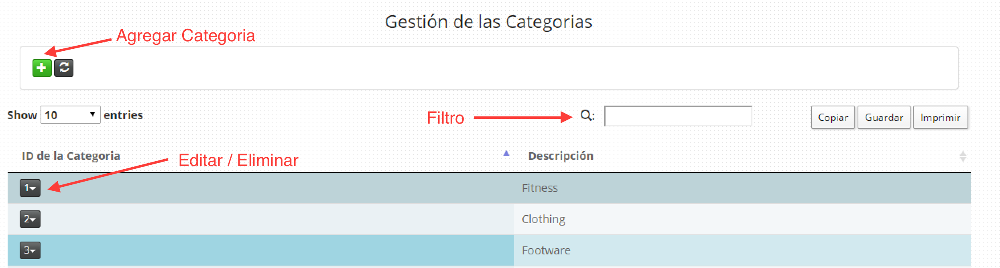 Gestión de las Categorias
Agregar Categoria
Show 10 entries
Filtro
:
Copiar Guardar Imprimir
ID de la Categoria
Descripción
Editar / Eliminar
1 Fitness
2 Clothing
3 Footware